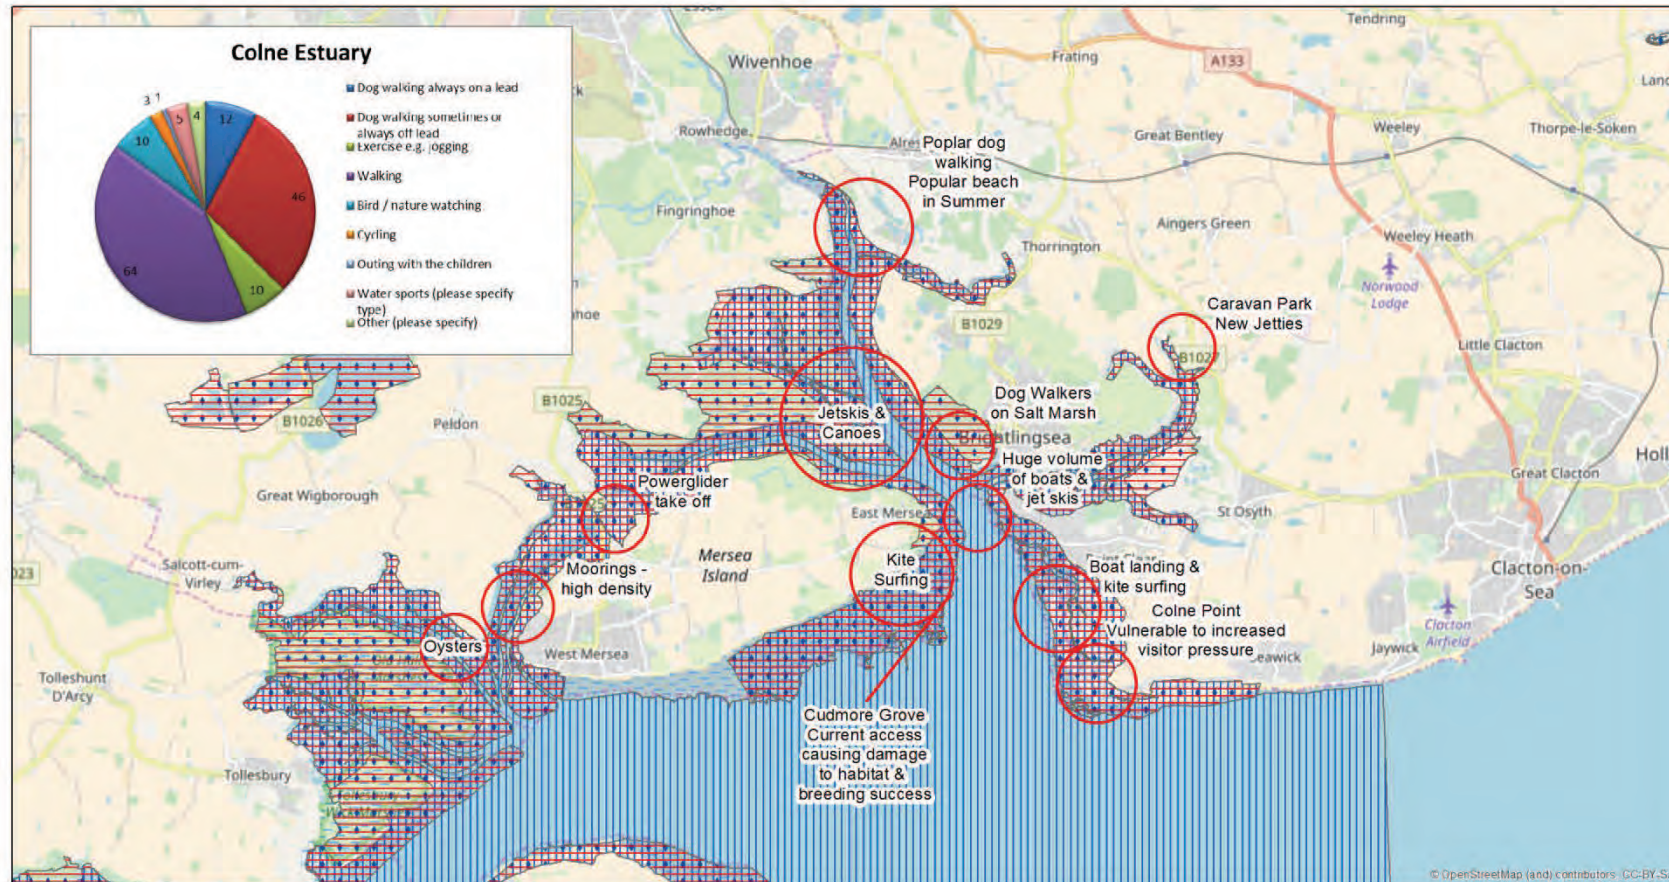 Colne Estuary
Dog walking always on a lead
Dog walking sometimes or
always off lead
Exercise e.g. jogging
Walking
Bird / nature watching
Cycling
Outing with the children
Water sports (please specify
type)
Other (please specify)
3
1
5
4
12
10
46
64
10
Wivenhoe
Tendring
Frating
A133
Rowhedge
Great Bentley
Weeley
Thorpe-le-Soken
Poplar dog
walking
Popular beach
in Summer
Fingringhoe
Aingers Green
Thorrington
Weeley Heath
Norwood
Lodge
Caravan Park
New Jetties
B1029
B1027
Little Clacton
B1025
B1026
Peldon
Jetskis &
Canoes
Dog Walkers
on Salt Marsh
Brightlingsea
Huge volume
of boats &
jet skis
Great Clacton
Great Wigborough
Powerglider
take off
East Mersea
St Osyth
Salcott-cum-
Virley
Mersea
Island
Moorings -
high density
Kite
Surfing
Point Clear
Boat landing &
kite surfing
Clacton-on-
Sea
Colne Point
Vulnerable to increased
visitor pressure
Clacton
Airfield
Jaywick
Oysters
West Mersea
Tolleshunt
D'Arcy
Cudmore Grove
Current access
causing damage
to habitat &
breeding success
Tollesbury
© OpenStreetMap (and) contributors, CC-BY-S